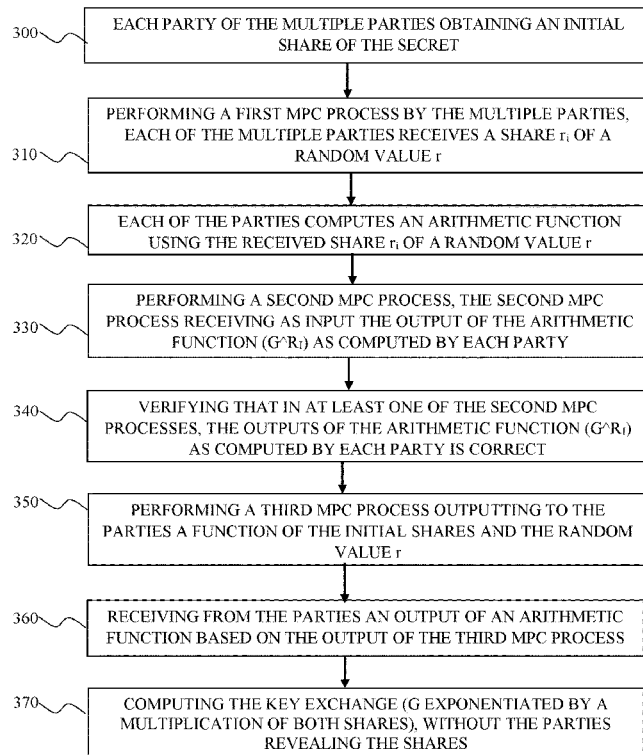 300
EACH PARTY OF THE MULTIPLE PARTIES OBTAINING AN INITIAL
SHARE OF THE SECRET
310
PERFORMING A FIRST MPC PROCESS BY THE MULTIPLE PARTIES,
EACH OF THE MULTIPLE PARTIES RECEIVES A SHARE rᵢ OF A
RANDOM VALUE r
320
EACH OF THE PARTIES COMPUTES AN ARITHMETIC FUNCTION
USING THE RECEIVED SHARE rᵢ OF A RANDOM VALUE r
330
PERFORMING A SECOND MPC PROCESS, THE SECOND MPC
PROCESS RECEIVING AS INPUT THE OUTPUT OF THE ARITHMETIC
FUNCTION (G^R_I) AS COMPUTED BY EACH PARTY
340
VERIFYING THAT IN AT LEAST ONE OF THE SECOND MPC
PROCESSES, THE OUTPUTS OF THE ARITHMETIC FUNCTION (G^R_I)
AS COMPUTED BY EACH PARTY IS CORRECT
350
PERFORMING A THIRD MPC PROCESS OUTPUTTING TO THE
PARTIES A FUNCTION OF THE INITIAL SHARES AND THE RANDOM
VALUE r
360
RECEIVING FROM THE PARTIES AN OUTPUT OF AN ARITHMETIC
FUNCTION BASED ON THE OUTPUT OF THE THIRD MPC PROCESS
370
COMPUTING THE KEY EXCHANGE (G EXPONENTIATED BY A
MULTIPLICATION OF BOTH SHARES), WITHOUT THE PARTIES
REVEALING THE SHARES